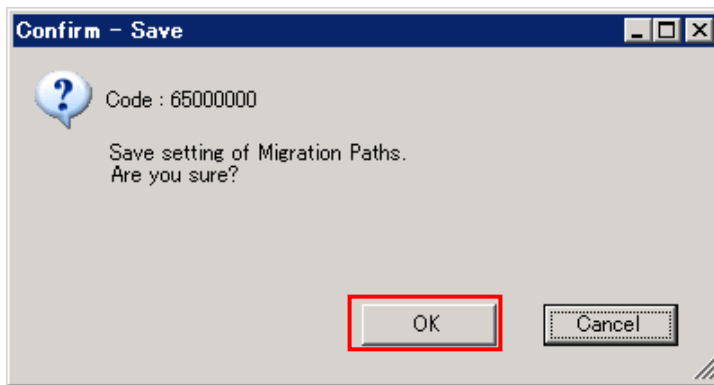 Confirm - Save
Code : 65000000
Save setting of Migration Paths.
Are you sure?
OK
Cancel